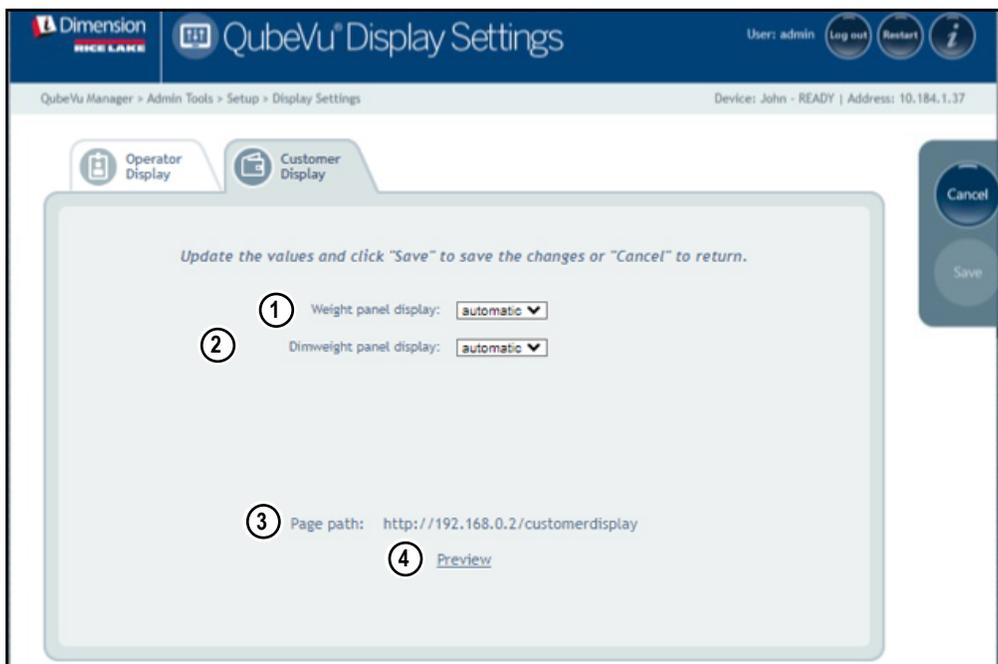 Dimension
RICE LAKE
QubeVu® Display Settings
User: admin
Log out
Restart
i
QubeVu Manager > Admin Tools > Setup > Display Settings
Device: John - READY | Address: 10.184.1.37
Operator
Display
Customer
Display
Cancel
Save
Update the values and click "Save" to save the changes or "Cancel" to return.
1 Weight panel display: automatic
2 Dimweight panel display: automatic
3 Page path: http://192.168.0.2/customerdisplay
4 Preview